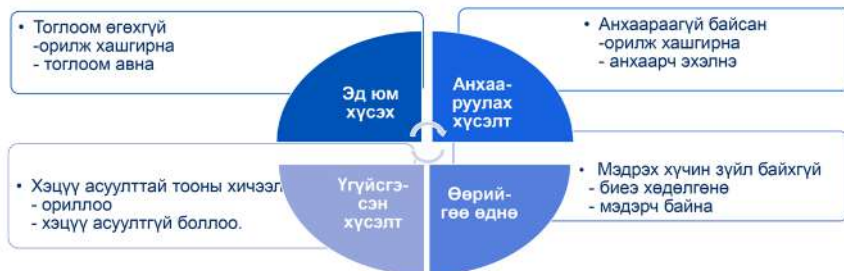 • Тоглоом өгөхгүй
-орилж хашгирна
- тоглоом авна
• Анхаараагүй байсан
-орилж хашгирна
- анхаарч эхэлнэ
Эд юм
хүсэх
Анхаа-
руулах
хүсэлт
• Хэцүү асуулттай тооны хичээл
- ориллоо
- хэцүү асуултгүй боллоо.
Үгүйсгэ-
сэн
хүсэлт
Өөрий-
гөө өднө
• Мэдрэх хүчин зүйл байхгүй
- биеэ хөдөлгөнө
- мэдэрч байна